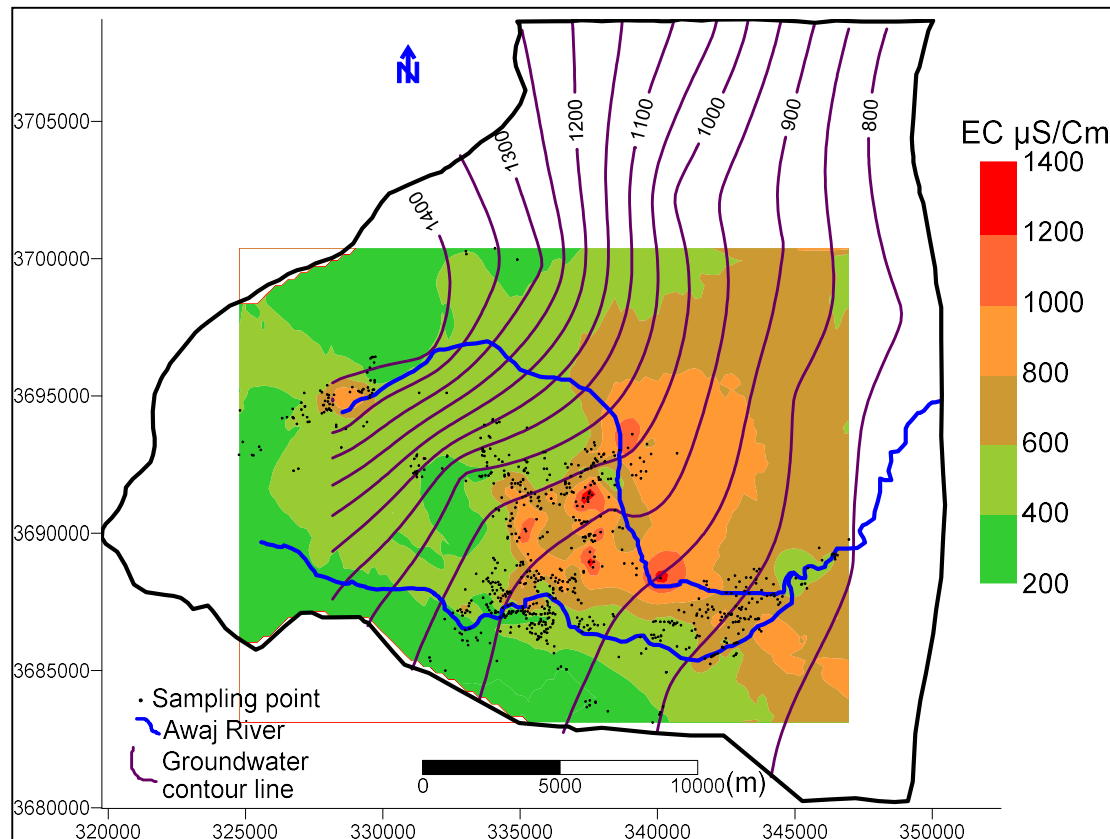 N
3705000
3700000
3695000
3690000
3685000
3680000
1400
1300
1200
1100
1000
900
800
EC µS/Cm
1400
1200
1000
800
600
400
200
Sampling point
Awaj River
Groundwater
contour line
0 5000 10000 (m)
320000 325000 330000 335000 340000 345000 350000